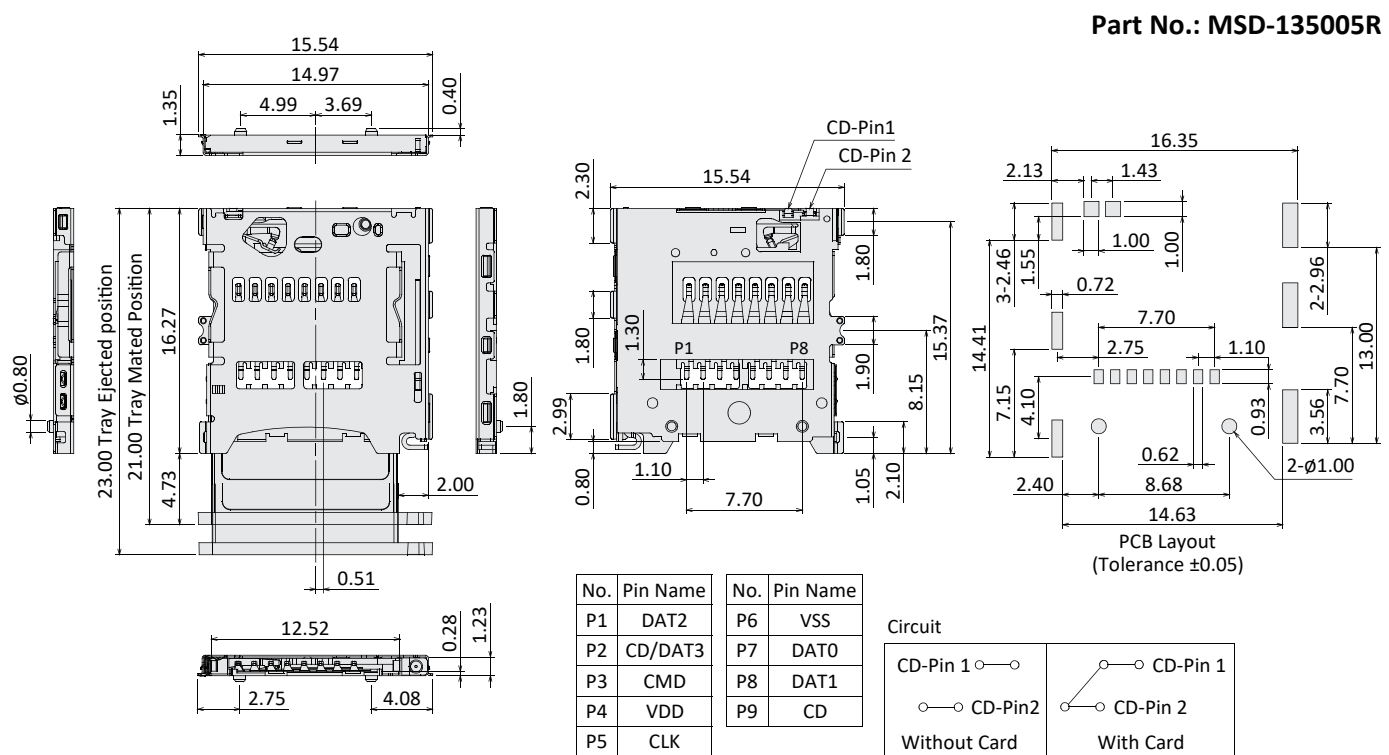 Part No.: MSD-135005R
15.54
14.97
4.99
3.69
0.40
1.35
ø0.80
23.00 Tray Ejected position
21.00 Tray Mated Position
16.27
4.73
1.80
2.00
0.51
12.52
0.28
1.23
2.75
4.08
CD-Pin1
CD-Pin 2
15.54
2.30
1.80
1.80
1.30
P1
P8
15.37
1.90
8.15
2.99
0.80
1.10
7.70
1.05
2.10
16.35
2.13
1.43
1.00
1.00
3-2.46
1.55
2-2.96
0.72
7.70
14.41
2.75
1.10
13.00
7.70
7.15
4.10
0.93
3.56
0.62
2-ø1.00
2.40
8.68
14.63
PCB Layout
(Tolerance ±0.05)
No. Pin Name No. Pin Name
P1 DAT2 P6 VSS
P2 CD/DAT3 P7 DAT0
P3 CMD P8 DAT1
P4 VDD P9 CD
P5 CLK
Circuit
CD-Pin 1
CD-Pin2
Without Card
CD-Pin 1
CD-Pin 2
With Card